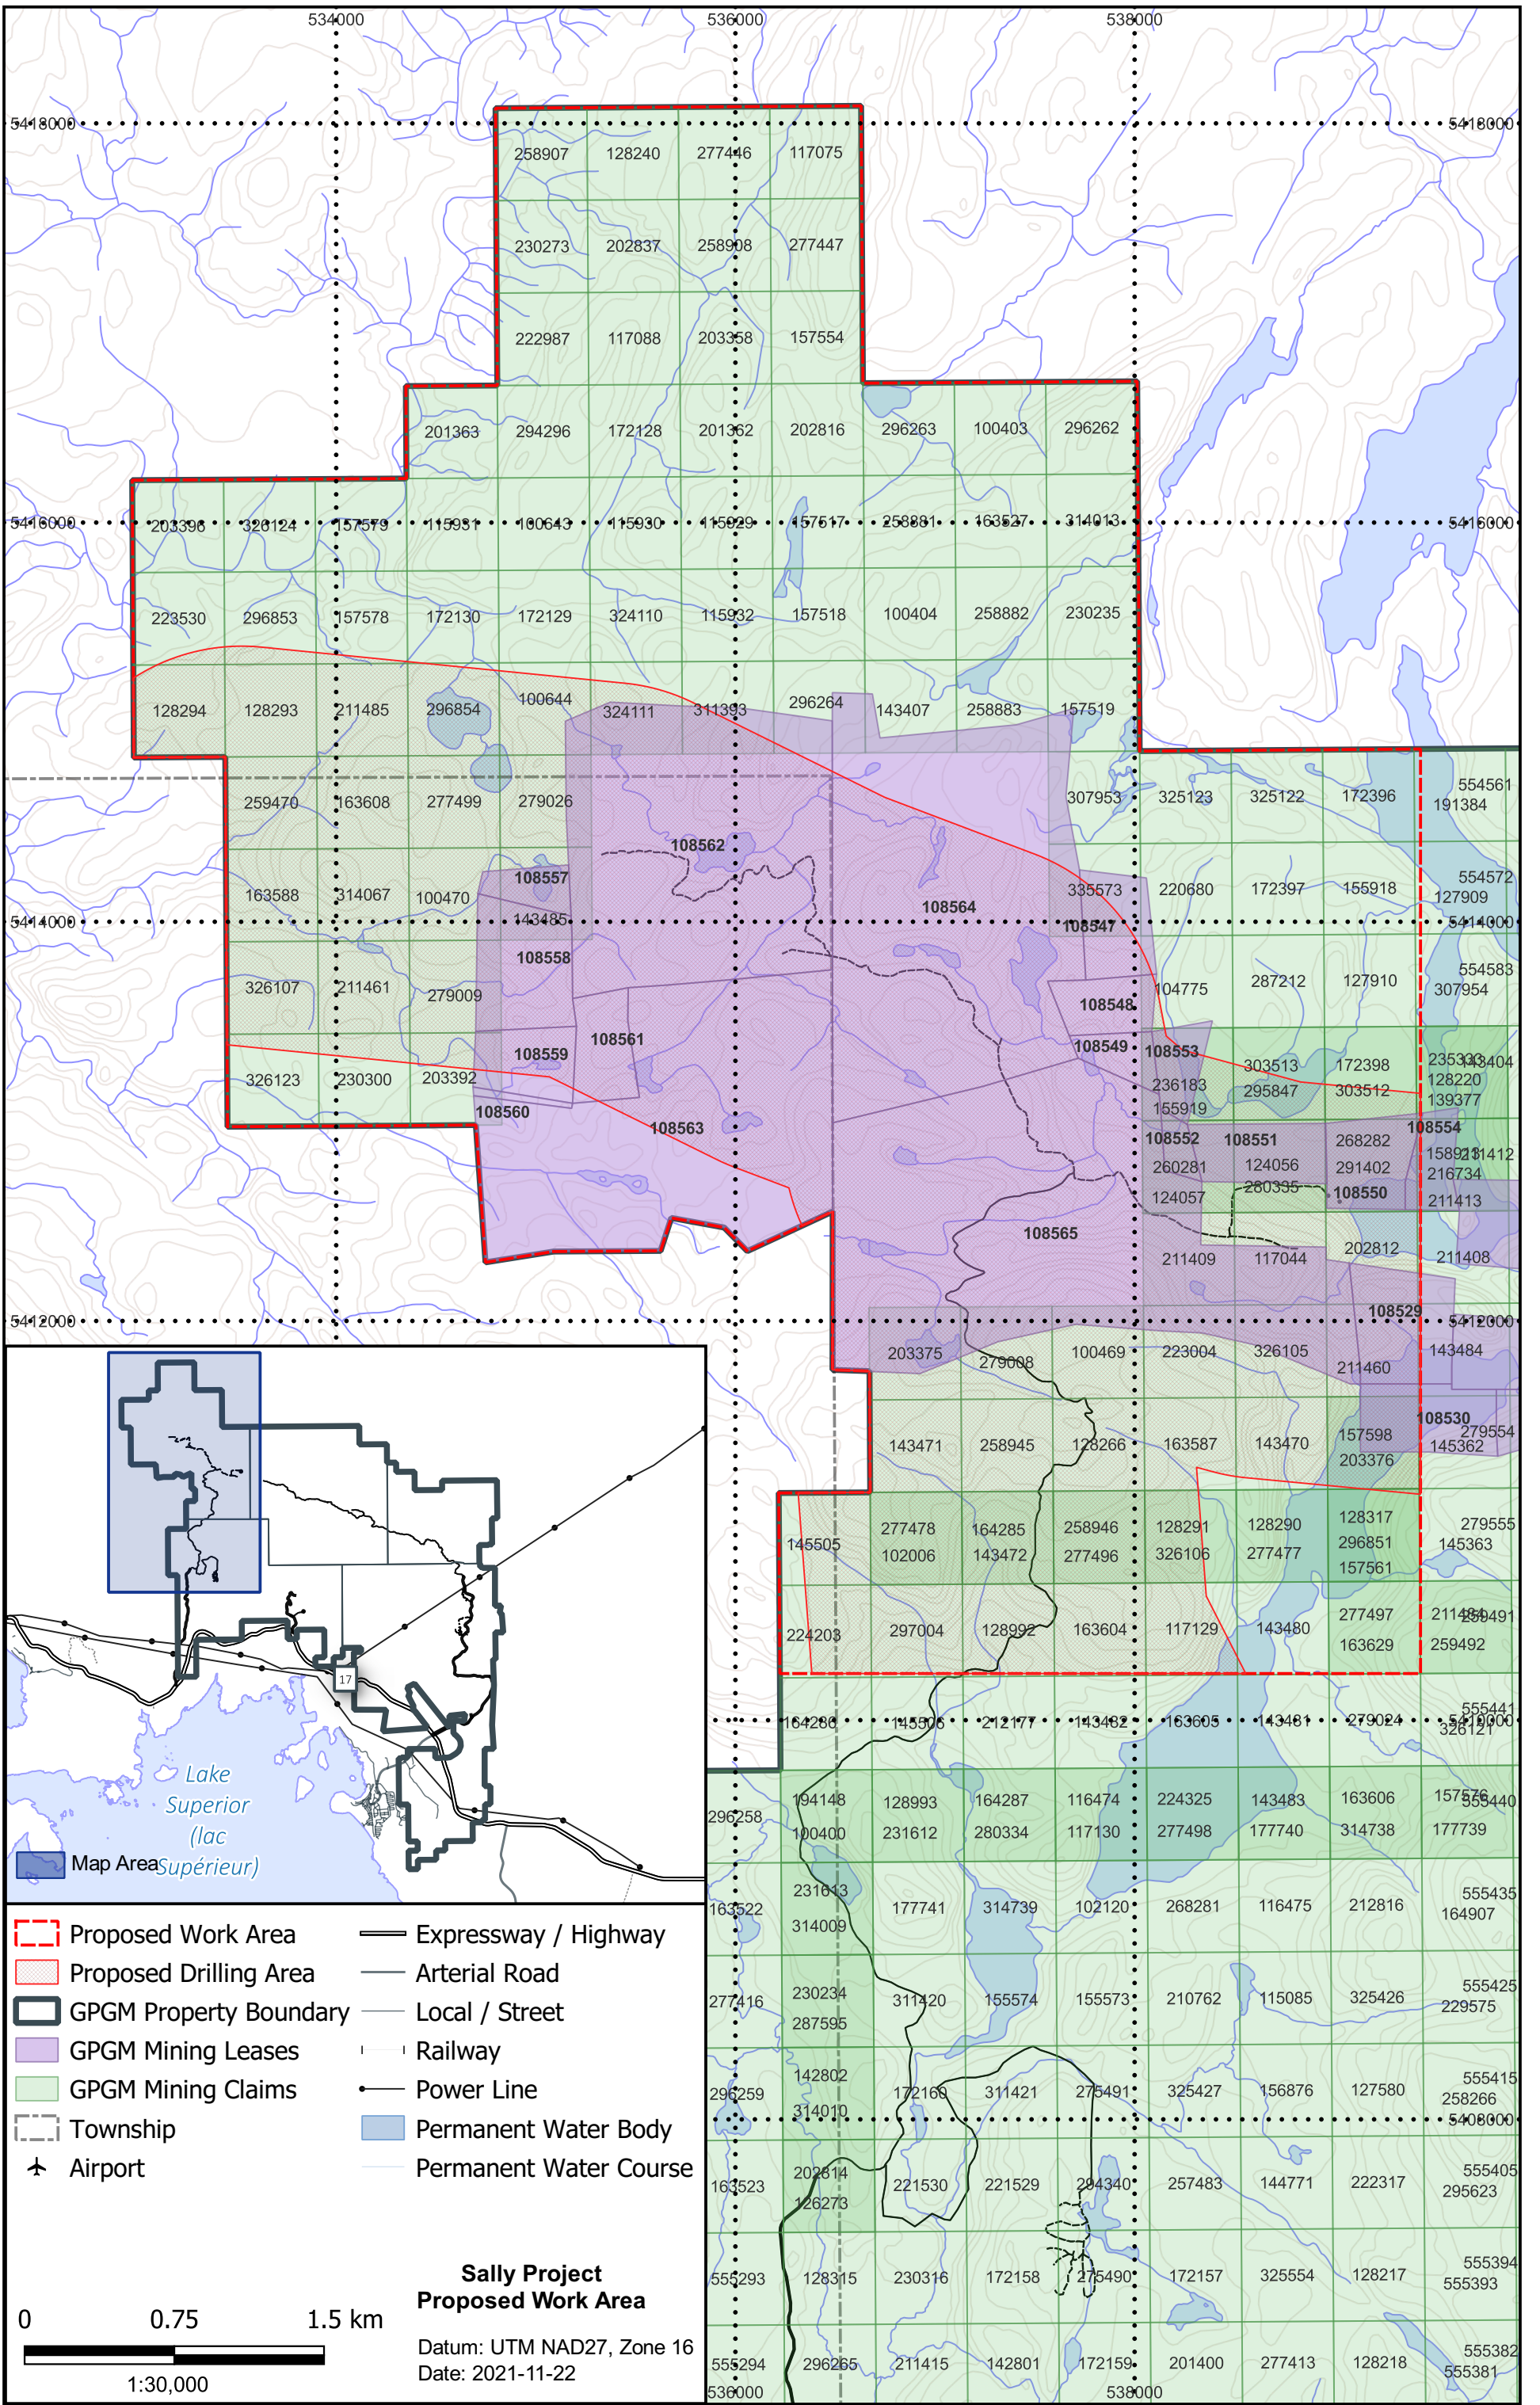 534000 536000 538000
5418000 5418000
258907 128240 277446 117075
230273 202837 258908 277447
222987 117088 203358 157554
201363 294296 172128 201362 202816 296263 100403 296262
5416000 203396 326124 157579 115931 100643 115930 115929 157517 258881 163527 314013 5416000
223530 296853 157578 172130 172129 324110 115932 157518 100404 258882 230235
128294 128293 211485 296854 100644 324111 311393 296264 143407 258883 157519
554561
259470 163608 277499 279026 307953 325123 325122 172396 191384
108562
108557 554572
163588 314067 100470 335573 220680 172397 155918 127909
108564
5414000 143485 108547 5414000
108558 554583
326107 211461 279009 104775 287212 127910 307954
108548
108561 108549
108559 108553 303513 172398 235333 143404
326123 230300 203392 236183 295847 303512 128220
155919 139377
108560 108563 108552 108551 268282 108554
260281 124056 291402 211412
216734
124057 280335 108550 211413
108565 211409 117044 202812 211408
5412000 108529 5412000
203375 279008 100469 223004 326105 211460 143484
108530
143471 258945 128266 163587 143470 157598 279554
203376 145362
145505 277478 164285 258946 128291 128290 128317 279555
102006 143472 277496 326106 277477 296851 145363
157561
224203 297004 128992 163604 117129 143480 277497 259491
163629 259492
555441
164286 145506 212177 143482 163605 143481 279024 326121
296258 194148 128993 164287 116474 224325 143483 163606 157576 555440
100400 231612 280334 117130 277498 177740 314738 177739
163522 231613 177741 314739 102120 268281 116475 212816 555435
314009 164907
277416 230234 311420 155574 155573 210762 115085 325426 555425
287595 229575
296259 142802 172160 311421 275491 325427 156876 127580 555415
314010 258266
5408000
163523 202814 221530 221529 294340 257483 144771 222317 555405
126273 295623
555293 128315 230316 172158 275490 172157 325554 128217 555394
555393
555294 296265 211415 142801 172159 201400 277413 128218 555382
555381
536000 538000
17
Lake
Superior
(lac
Supérieur)
Map Area
Proposed Work Area
Proposed Drilling Area
GPGM Property Boundary
GPGM Mining Leases
GPGM Mining Claims
Township
Airport
Expressway / Highway
Arterial Road
Local / Street
Railway
Power Line
Permanent Water Body
Permanent Water Course
Sally Project
Proposed Work Area
0 0.75 1.5 km
1:30,000
Datum: UTM NAD27, Zone 16
Date: 2021-11-22